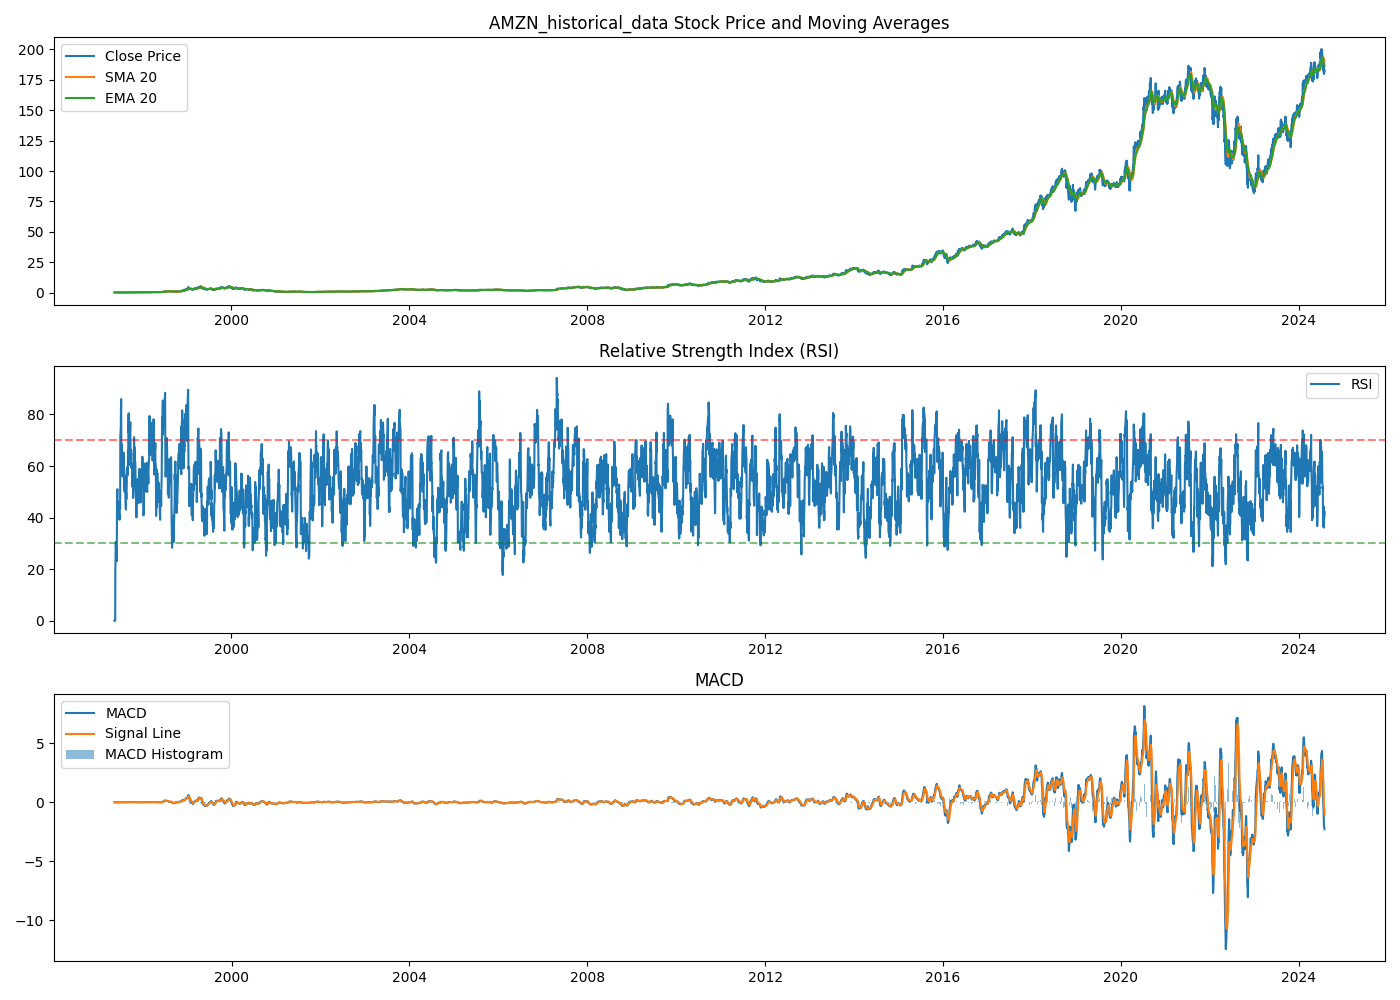 AMZN_historical_data Stock Price and Moving Averages
Close Price
SMA 20
EMA 20
200
175
150
125
100
75
50
25
0
2000 2004 2008 2012 2016 2020 2024
Relative Strength Index (RSI)
RSI
80
60
40
20
0
2000 2004 2008 2012 2016 2020 2024
MACD
MACD
Signal Line
MACD Histogram
5
0
−5
−10
2000 2004 2008 2012 2016 2020 2024